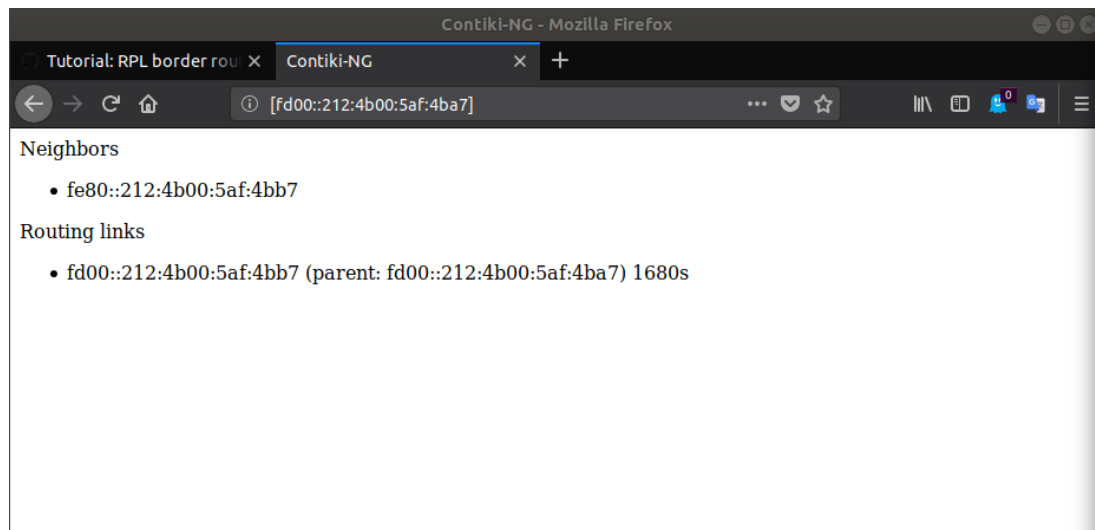 Contiki-NG - Mozilla Firefox
Tutorial: RPL border rou
Contiki-NG
[fd00::212:4b00:5af:4ba7]
0
Neighbors
• fe80::212:4b00:5af:4bb7
Routing links
• fd00::212:4b00:5af:4bb7 (parent: fd00::212:4b00:5af:4ba7) 1680s